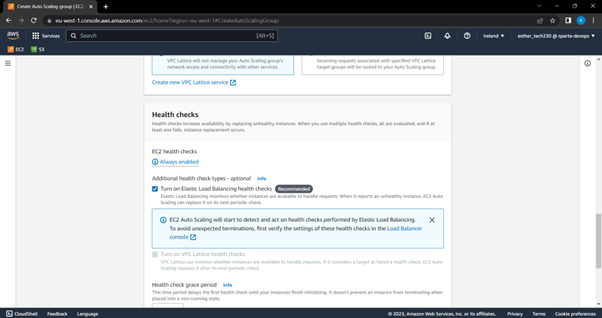 Create Auto Scaling group | EC2
eu-west-1.console.aws.amazon.com/ec2/home?region=eu-west-1#CreateAutoScalingGroup:
aws
Services
Search
[Alt+S]
Ireland
esther_tech230 @ sparta-devops
EC2
S3
VPC Lattice will not manage your Auto Scaling group's
network access and connectivity with other services.
Incoming requests associated with specified VPC Lattice
target groups will be routed to your Auto Scaling group.
Create new VPC Lattice service
Health checks
Health checks increase availability by replacing unhealthy instances. When you use multiple health checks, all are evaluated, and if at
least one fails, instance replacement occurs.
EC2 health checks
Always enabled
Additional health check types - optional Info
Turn on Elastic Load Balancing health checks Recommended
Elastic Load Balancing monitors whether instances are available to handle requests. When it reports an unhealthy instance, EC2 Auto
Scaling can replace it on its next periodic check.
EC2 Auto Scaling will start to detect and act on health checks performed by Elastic Load Balancing.
To avoid unexpected terminations, first verify the settings of these health checks in the Load Balancer
console
Turn on VPC Lattice health checks
VPC Lattice can monitor whether instances are available to handle requests. If it considers a target as failed a health check, EC2 Auto
Scaling replaces it after its next periodic check.
Health check grace period Info
This time period delays the first health check until your instances finish initializing. It doesn't prevent an instance from terminating when
placed into a non-running state.
CloudShell
Feedback
Language
© 2023, Amazon Web Services, Inc. or its affiliates.
Privacy
Terms
Cookie preferences